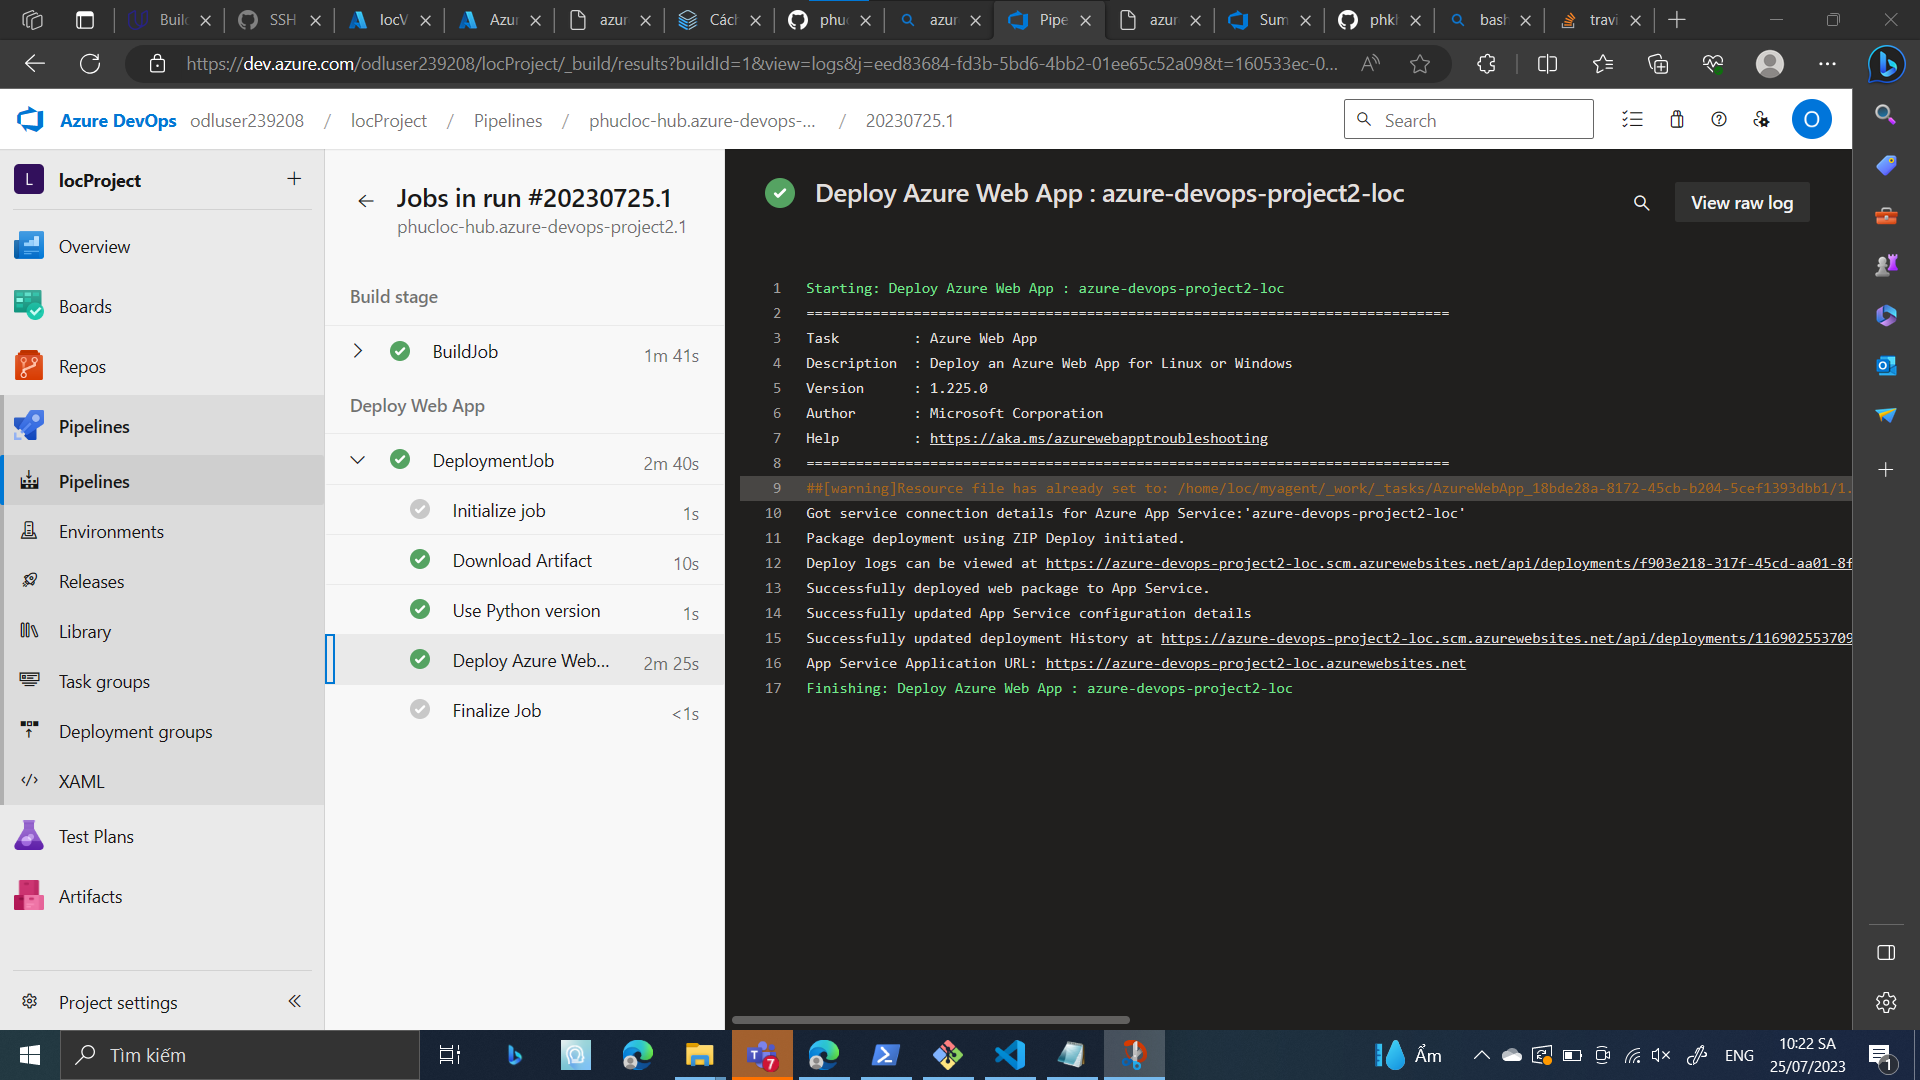 Build
SSH
locV
Azur
azur
Cách
phuc
azur
Pipe
azur
Sum
phkh
bash
travi
https://dev.azure.com/odluser239208/locProject/_build/results?buildId=1&view=logs&j=eed83684-fd3b-5bd6-4bb2-01ee65c52a09&t=160533ec-0...
Azure DevOps odluser239208 / locProject / Pipelines / phucloc-hub.azure-devops-... / 20230725.1
Search
O
L locProject
Overview
Boards
Repos
Pipelines
Pipelines
Environments
Releases
Library
Task groups
Deployment groups
XAML
Test Plans
Artifacts
Project settings
Jobs in run #20230725.1
phucloc-hub.azure-devops-project2.1
Build stage
BuildJob 1m 41s
Deploy Web App
DeploymentJob 2m 40s
Initialize job 1s
Download Artifact 10s
Use Python version 1s
Deploy Azure Web... 2m 25s
Finalize Job <1s
Deploy Azure Web App : azure-devops-project2-loc
View raw log
1 Starting: Deploy Azure Web App : azure-devops-project2-loc
2 ==============================================================================
3 Task : Azure Web App
4 Description : Deploy an Azure Web App for Linux or Windows
5 Version : 1.225.0
6 Author : Microsoft Corporation
7 Help : https://aka.ms/azurewebapptroubleshooting
8 ==============================================================================
9 ##[warning]Resource file has already set to: /home/loc/myagent/_work/_tasks/AzureWebApp_18bde28a-8172-45cb-b204-5cef1393dbb1/1.
10 Got service connection details for Azure App Service:'azure-devops-project2-loc'
11 Package deployment using ZIP Deploy initiated.
12 Deploy logs can be viewed at https://azure-devops-project2-loc.scm.azurewebsites.net/api/deployments/f903e218-317f-45cd-aa01-8f
13 Successfully deployed web package to App Service.
14 Successfully updated App Service configuration details
15 Successfully updated deployment History at https://azure-devops-project2-loc.scm.azurewebsites.net/api/deployments/116902553709
16 App Service Application URL: https://azure-devops-project2-loc.azurewebsites.net
17 Finishing: Deploy Azure Web App : azure-devops-project2-loc
Tìm kiếm
7
Ẩm
ENG
10:22 SA
25/07/2023
1